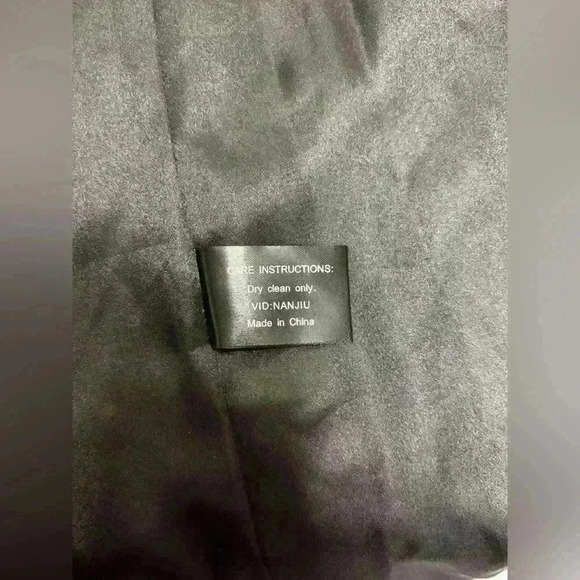 CARE INSTRUCTIONS:
Dry clean only.
VID:NANJIU
Made in China